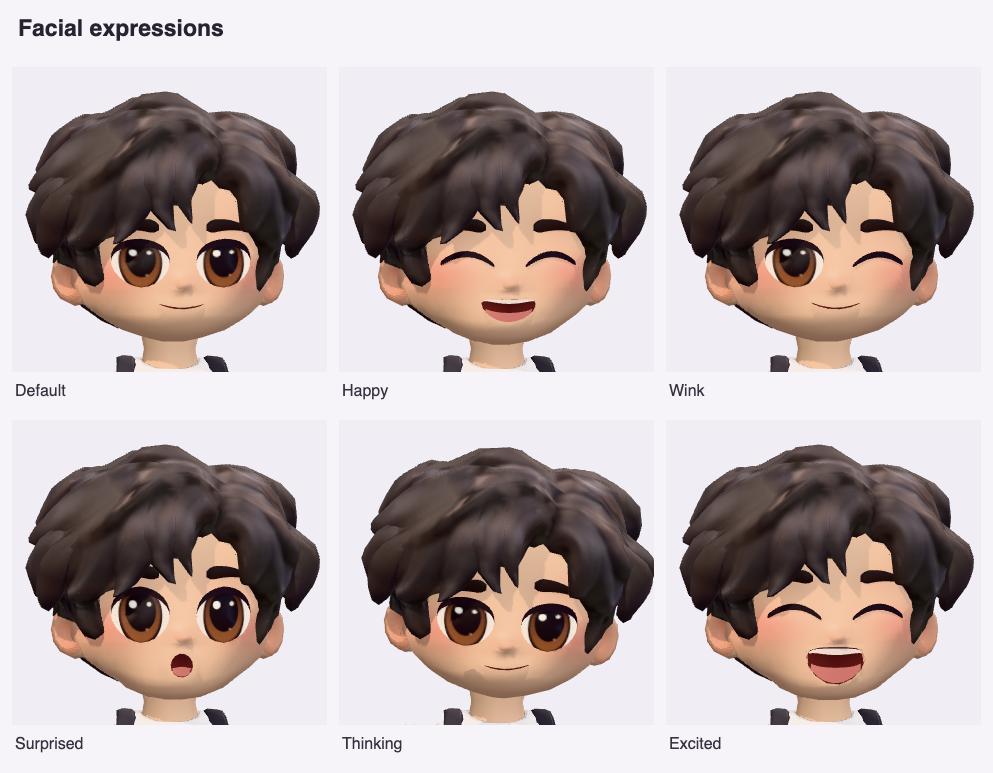 Facial expressions
Default
Happy
Wink
Surprised
Thinking
Excited